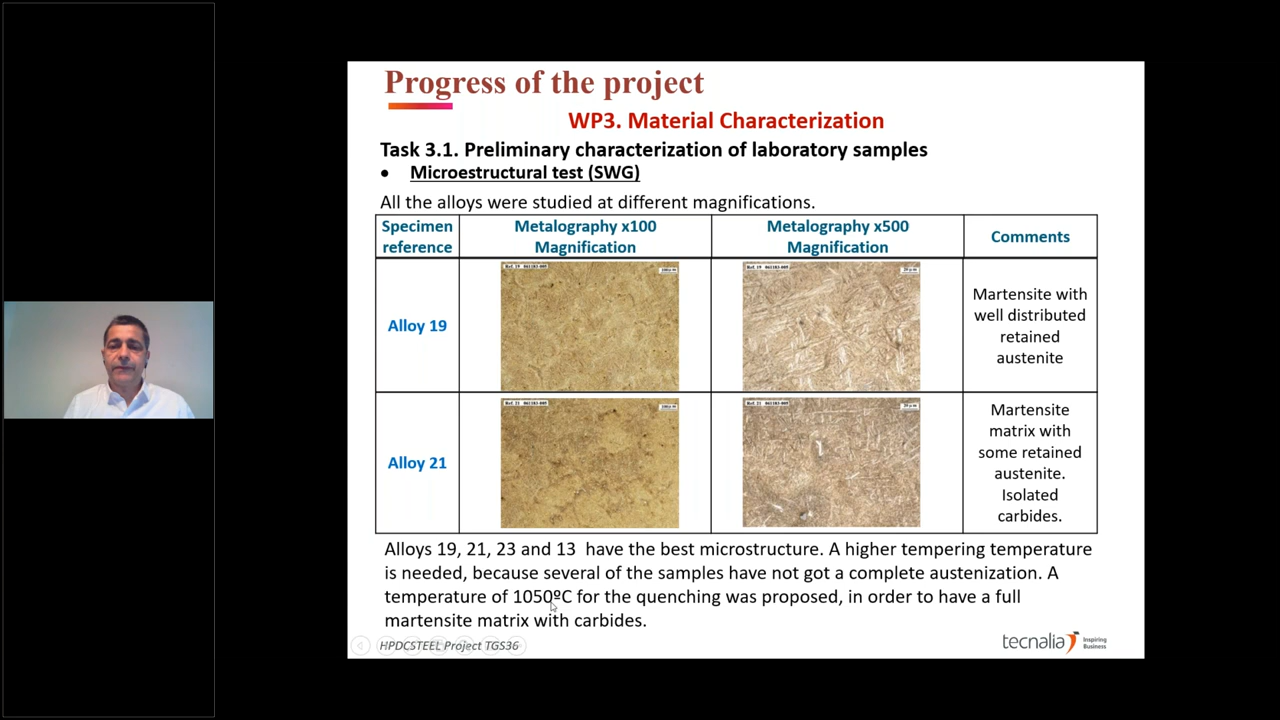 Progress of the project
WP3. Material Characterization
Task 3.1. Preliminary characterization of laboratory samples
• Microestructural test (SWG)
All the alloys were studied at different magnifications.
Specimen
reference
Metalography x100
Magnification
Metalography x500
Magnification
Comments
Alloy 19
Martensite with
well distributed
retained
austenite
Alloy 21
Martensite
matrix with
some retained
austenite.
Isolated
carbides.
Alloys 19, 21, 23 and 13 have the best microstructure. A higher tempering temperature
is needed, because several of the samples have not got a complete austenization. A
temperature of 1050ºC for the quenching was proposed, in order to have a full
martensite matrix with carbides.
HPDCSTEEL Project TGS36
tecnalia
Inspiring
Business